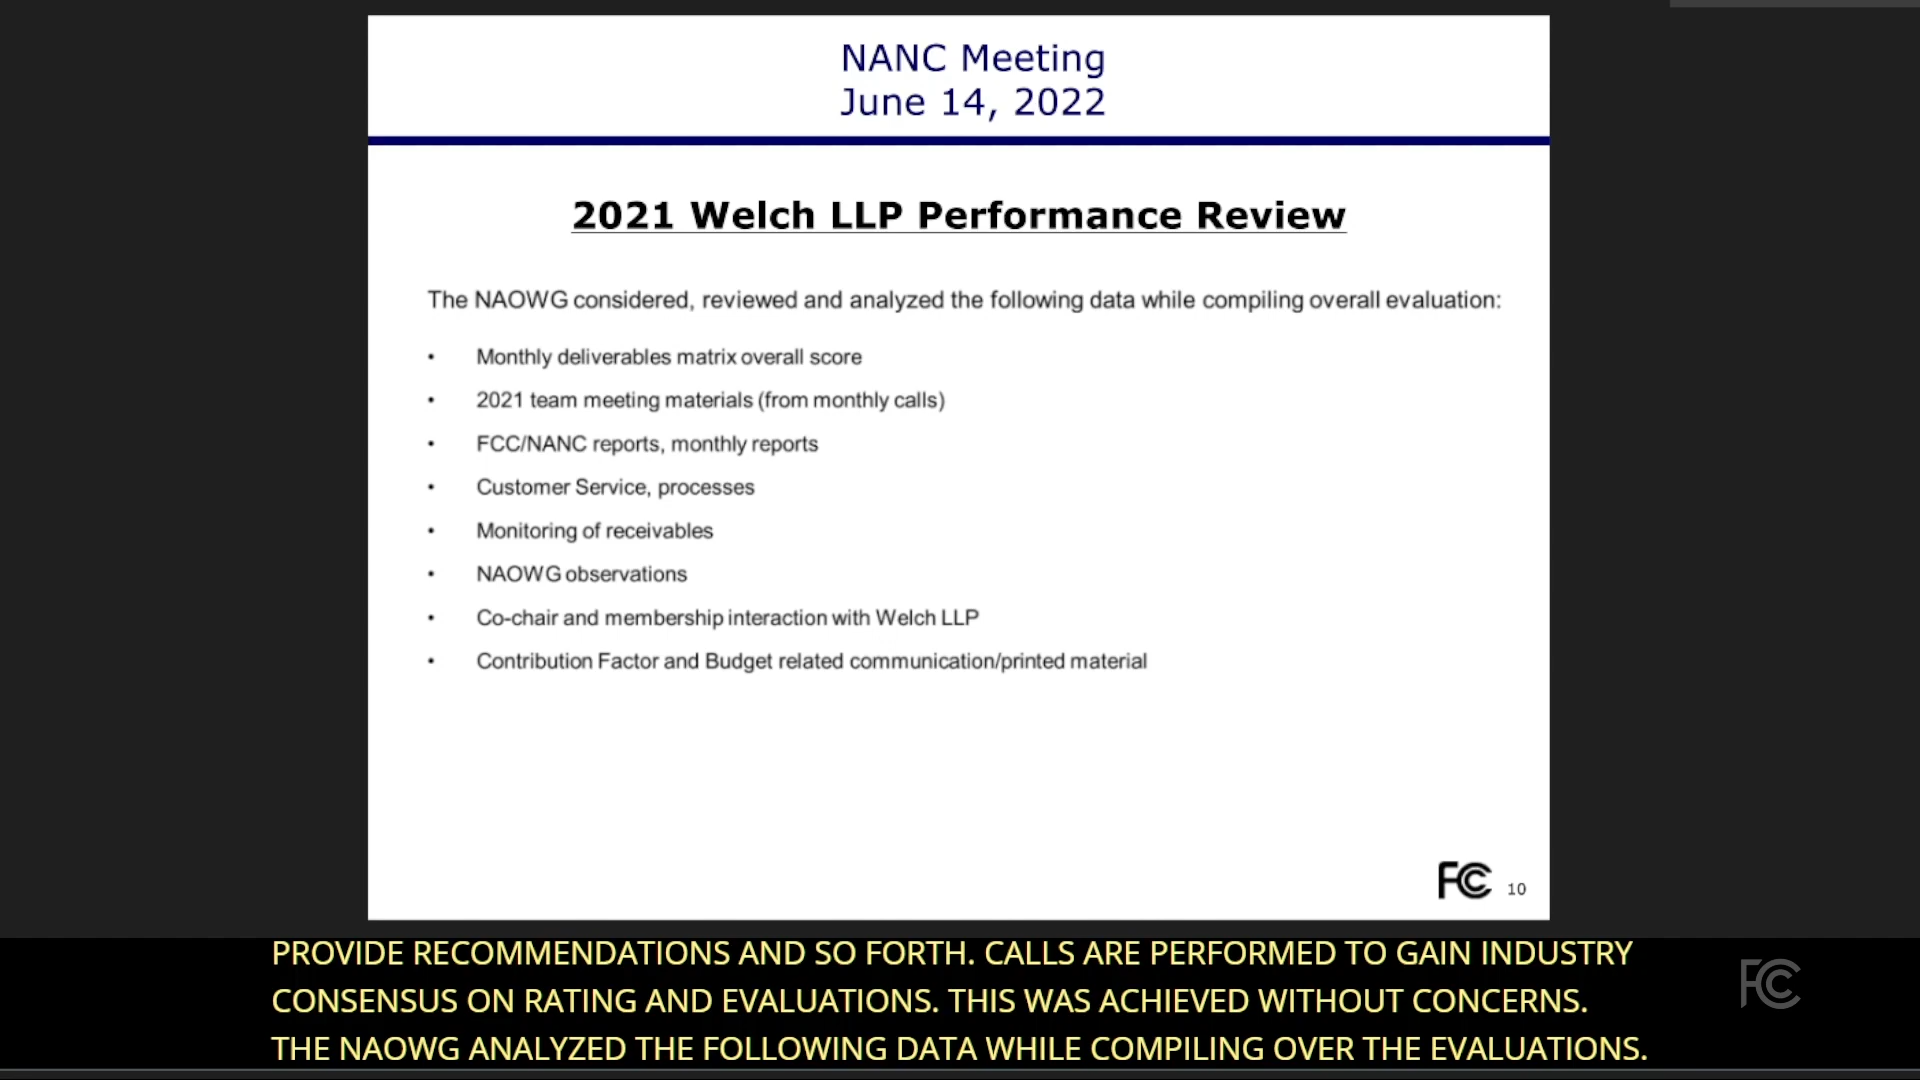 NANC Meeting
June 14, 2022
2021 Welch LLP Performance Review
The NAOWG considered, reviewed and analyzed the following data while compiling overall evaluation:
• Monthly deliverables matrix overall score
• 2021 team meeting materials (from monthly calls)
• FCC/NANC reports, monthly reports
• Customer Service, processes
• Monitoring of receivables
• NAOWG observations
• Co-chair and membership interaction with Welch LLP
• Contribution Factor and Budget related communication/printed material
FCC 10
PROVIDE RECOMMENDATIONS AND SO FORTH. CALLS ARE PERFORMED TO GAIN INDUSTRY
CONSENSUS ON RATING AND EVALUATIONS. THIS WAS ACHIEVED WITHOUT CONCERNS.
THE NAOWG ANALYZED THE FOLLOWING DATA WHILE COMPILING OVER THE EVALUATIONS.
FCC